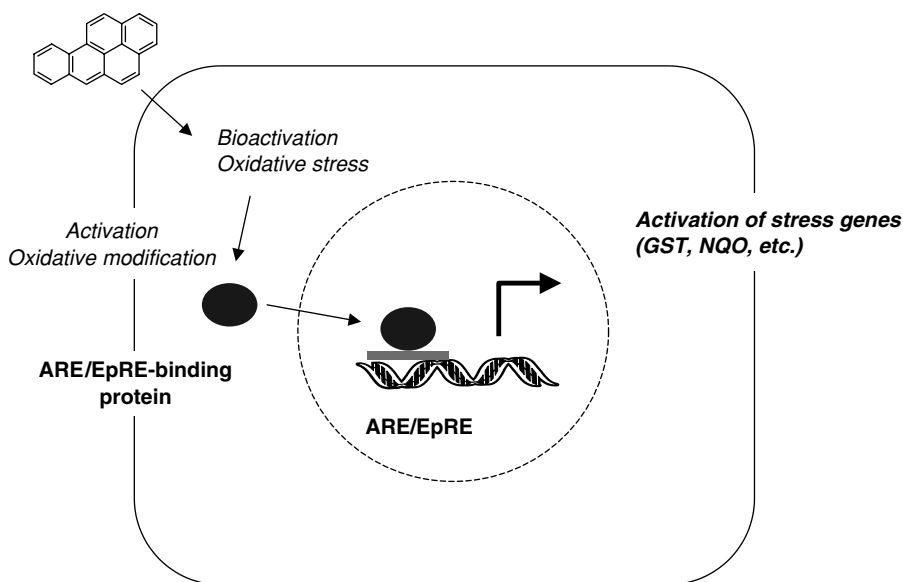 Bioactivation
Oxidative stress
Activation
Oxidative modification
Activation of stress genes
(GST, NQO, etc.)
ARE/EpRE-binding
protein
ARE/EpRE